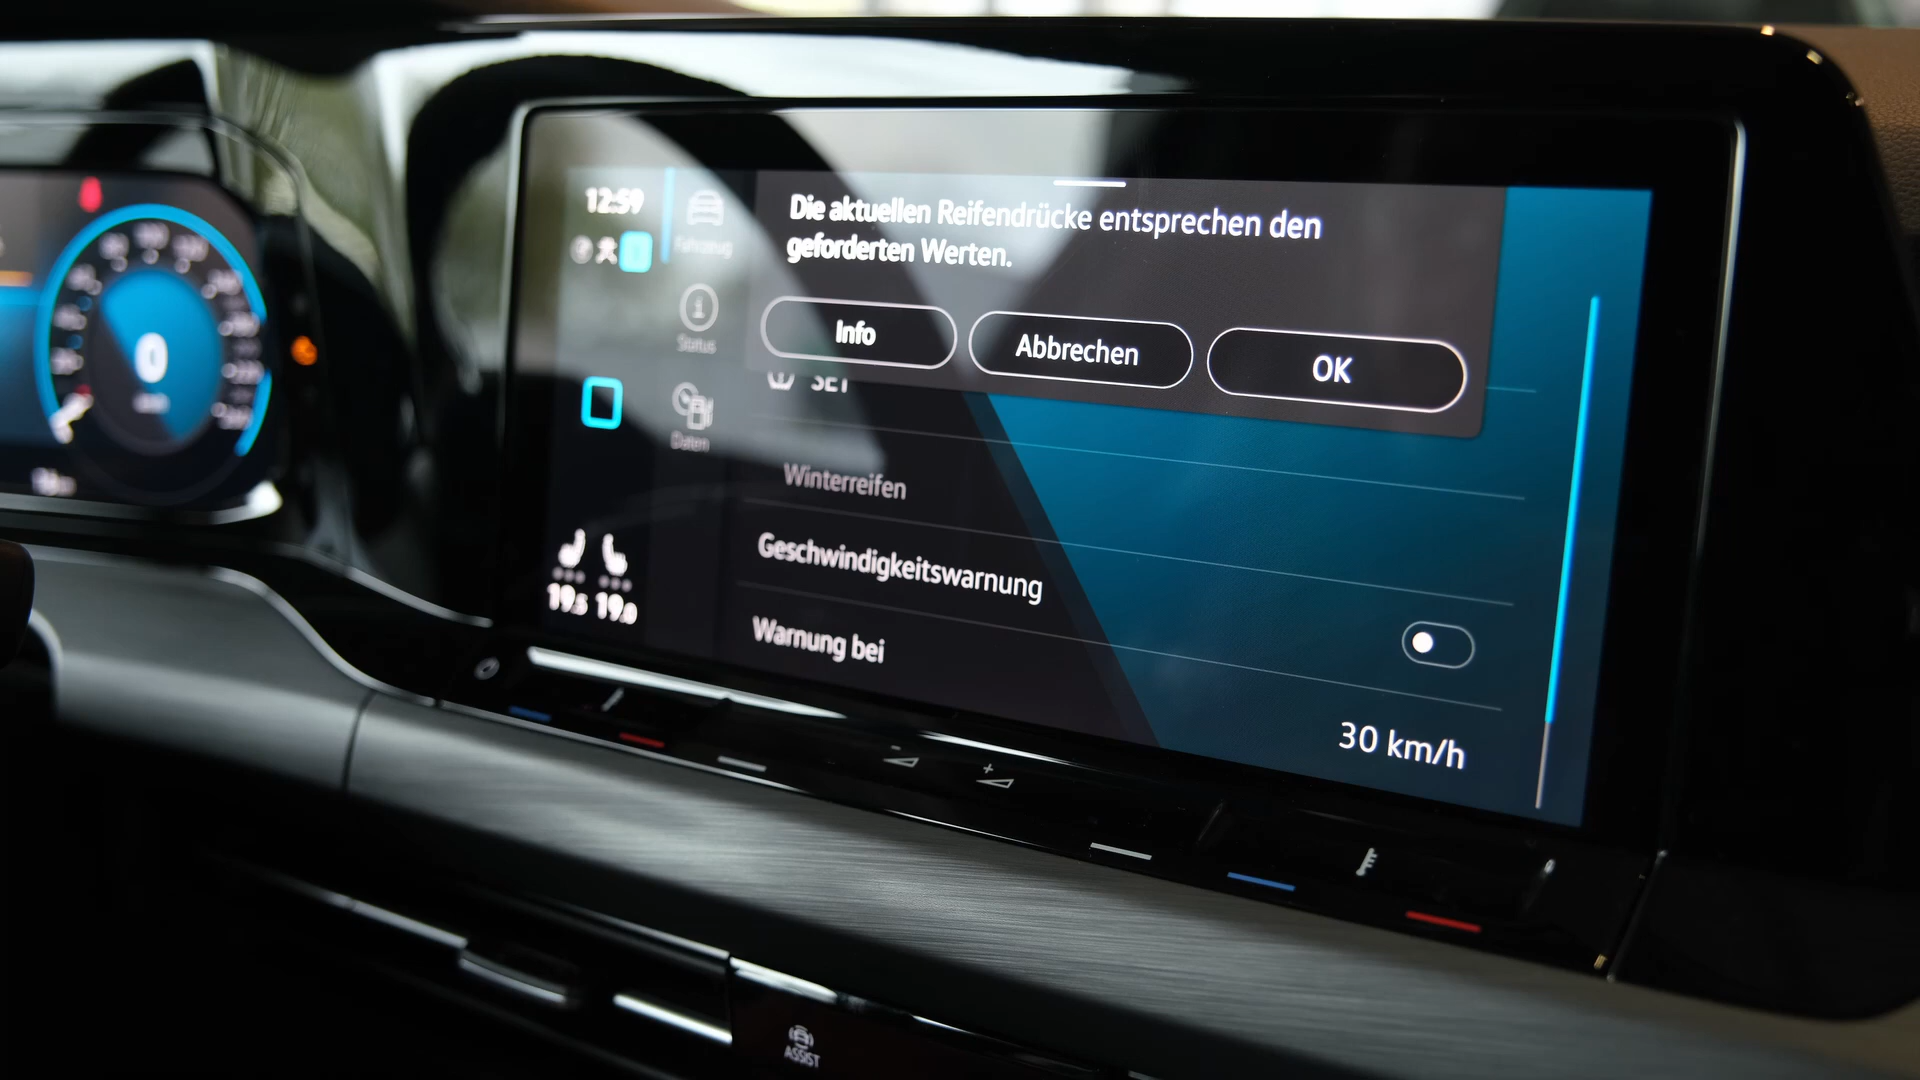 12:59
Fahrzeug
Die aktuellen Reifendrücke entsprechen den
geforderten Werten.
Info
Abbrechen
OK
Status
SET
Daten
Winterreifen
Geschwindigkeitswarnung
Warnung bei
30 km/h
19.5 19.0
0
ASSIST